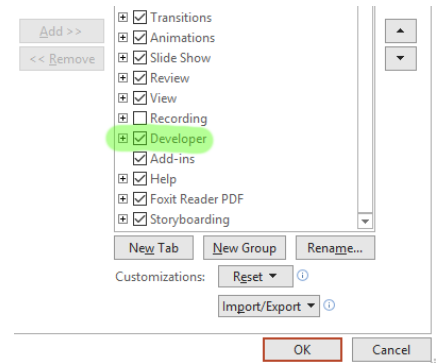 Transitions
Add >>
Animations
<< Remove
Slide Show
Review
View
Recording
Developer
Add-ins
Help
Foxit Reader PDF
Storyboarding
New Tab New Group Rename...
Customizations: Reset
Import/Export
OK Cancel